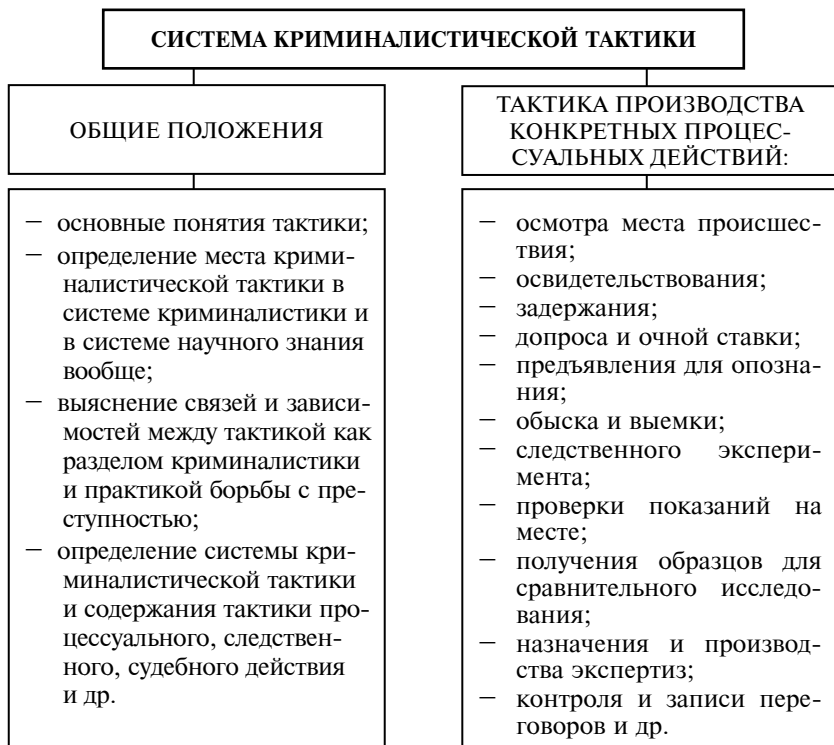 СИСТЕМА КРИМИНАЛИСТИЧЕСКОЙ ТАКТИКИ
ОБЩИЕ ПОЛОЖЕНИЯ
— основные понятия тактики;
— определение места крими-
налистической тактики в
системе криминалистики и
в системе научного знания
вообще;
— выяснение связей и зависи-
мостей между тактикой как
разделом криминалистики
и практикой борьбы с пре-
ступностью;
— определение системы кри-
миналистической тактики
и содержания тактики про-
цессуального, следствен-
ного, судебного действия
и др.
ТАКТИКА ПРОИЗВОДСТВА
КОНКРЕТНЫХ ПРОЦЕС-
СУАЛЬНЫХ ДЕЙСТВИЙ:
— осмотра места происшес-
твия;
— освидетельствования;
— задержания;
— допроса и очной ставки;
— предъявления для опозна-
ния;
— обыска и выемки;
— следственного экспери-
мента;
— проверки показаний на
месте;
— получения образцов для
сравнительного исследо-
вания;
— назначения и производ-
ства экспертиз;
— контроля и записи пере-
говоров и др.